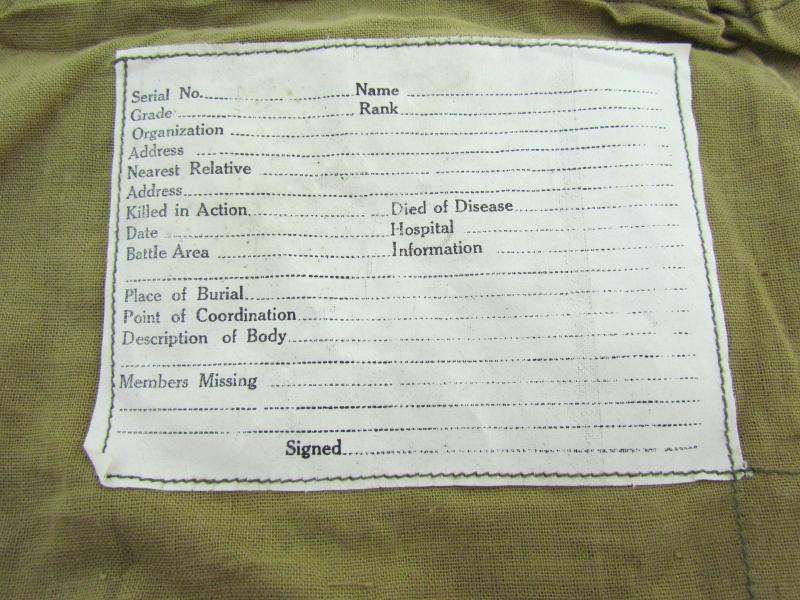 Serial No. Name
Grade Rank
Organization
Address
Nearest Relative
Address
Killed in Action Died of Disease
Date Hospital
Battle Area Information
Place of Burial
Point of Coordination
Description of Body
Members Missing
Signed